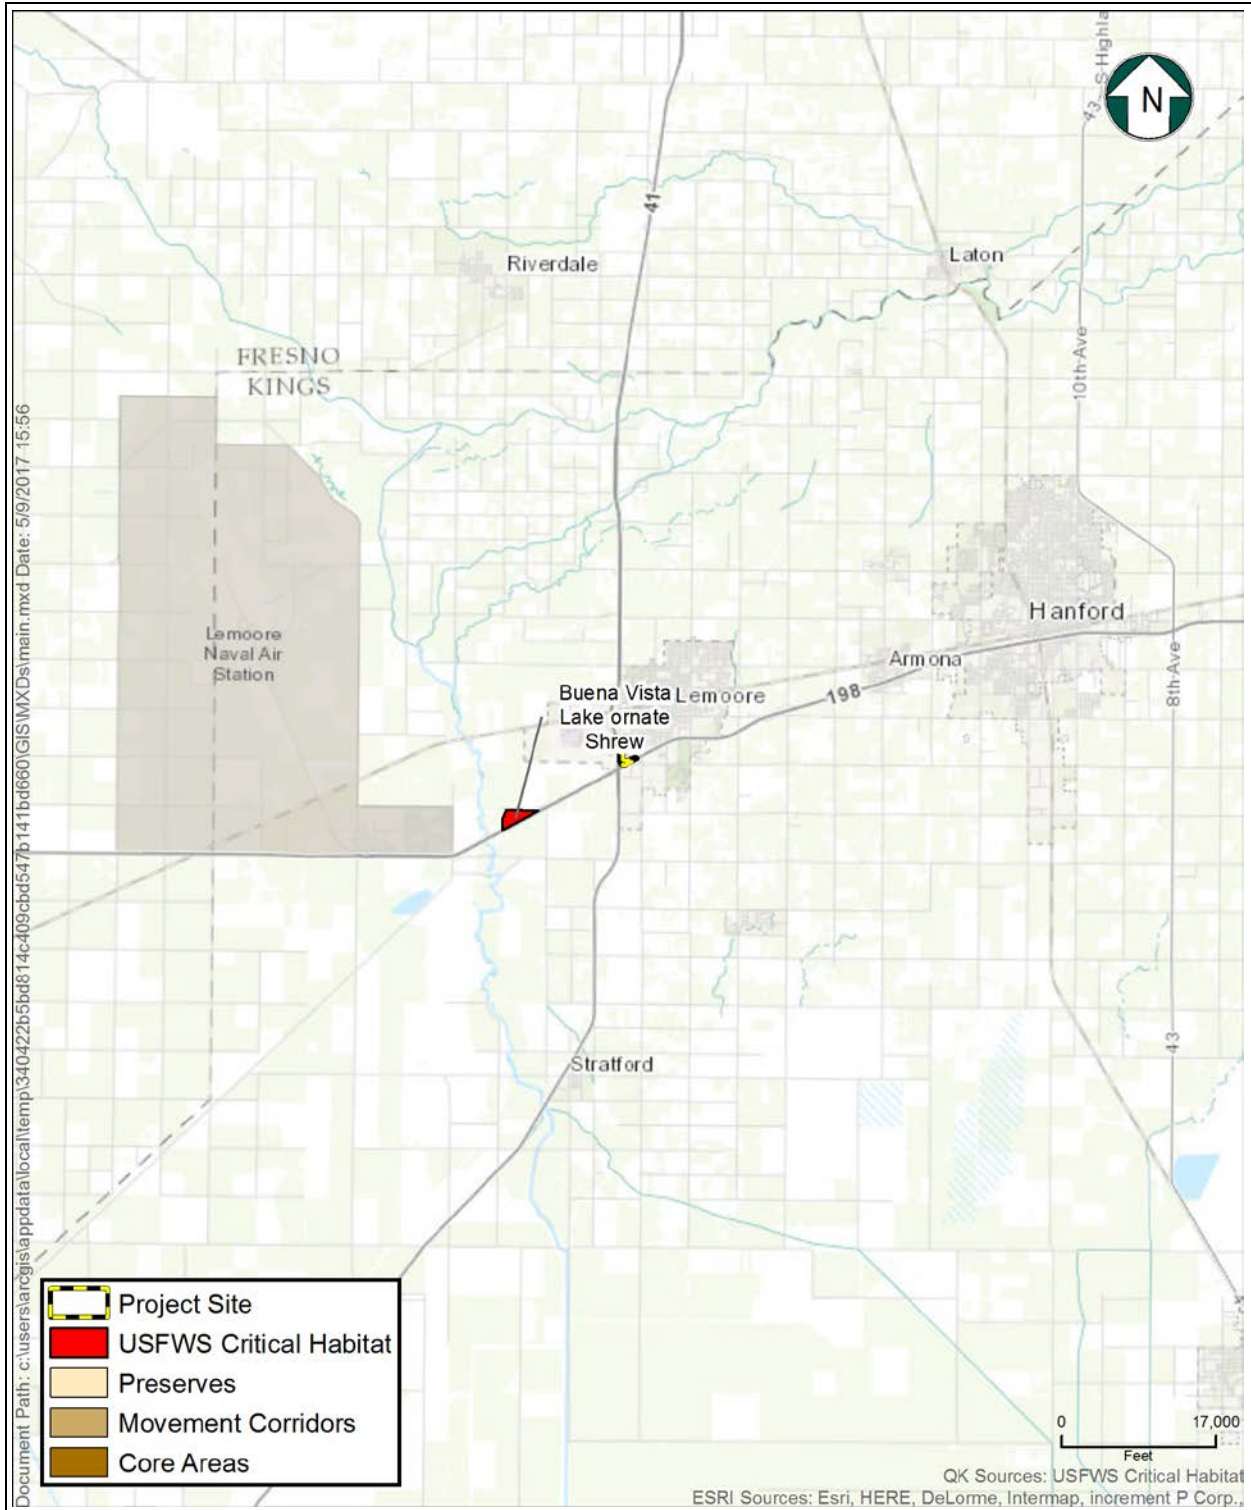 43
S Highla
N
41
Laton
Riverdale
FRESNO
KINGS
10th Ave
Lemoore
Naval Air
Station
Hanford
Armona
8th Ave
Buena Vista
Lake ornate
Shrew
Lemoore
198
Stratford
43
Document Path: c:\users\arcgis\appdata\local\temp\340422b5bd814c409cbd547b141bd660\GIS\MXDs\main.mxd Date: 5/9/2017 15:56
Project Site
USFWS Critical Habitat
Preserves
Movement Corridors
Core Areas
0 17,000
Feet
QK Sources: USFWS Critical Habitat
ESRI Sources: Esri, HERE, DeLorme, Intermap, increment P Corp.,